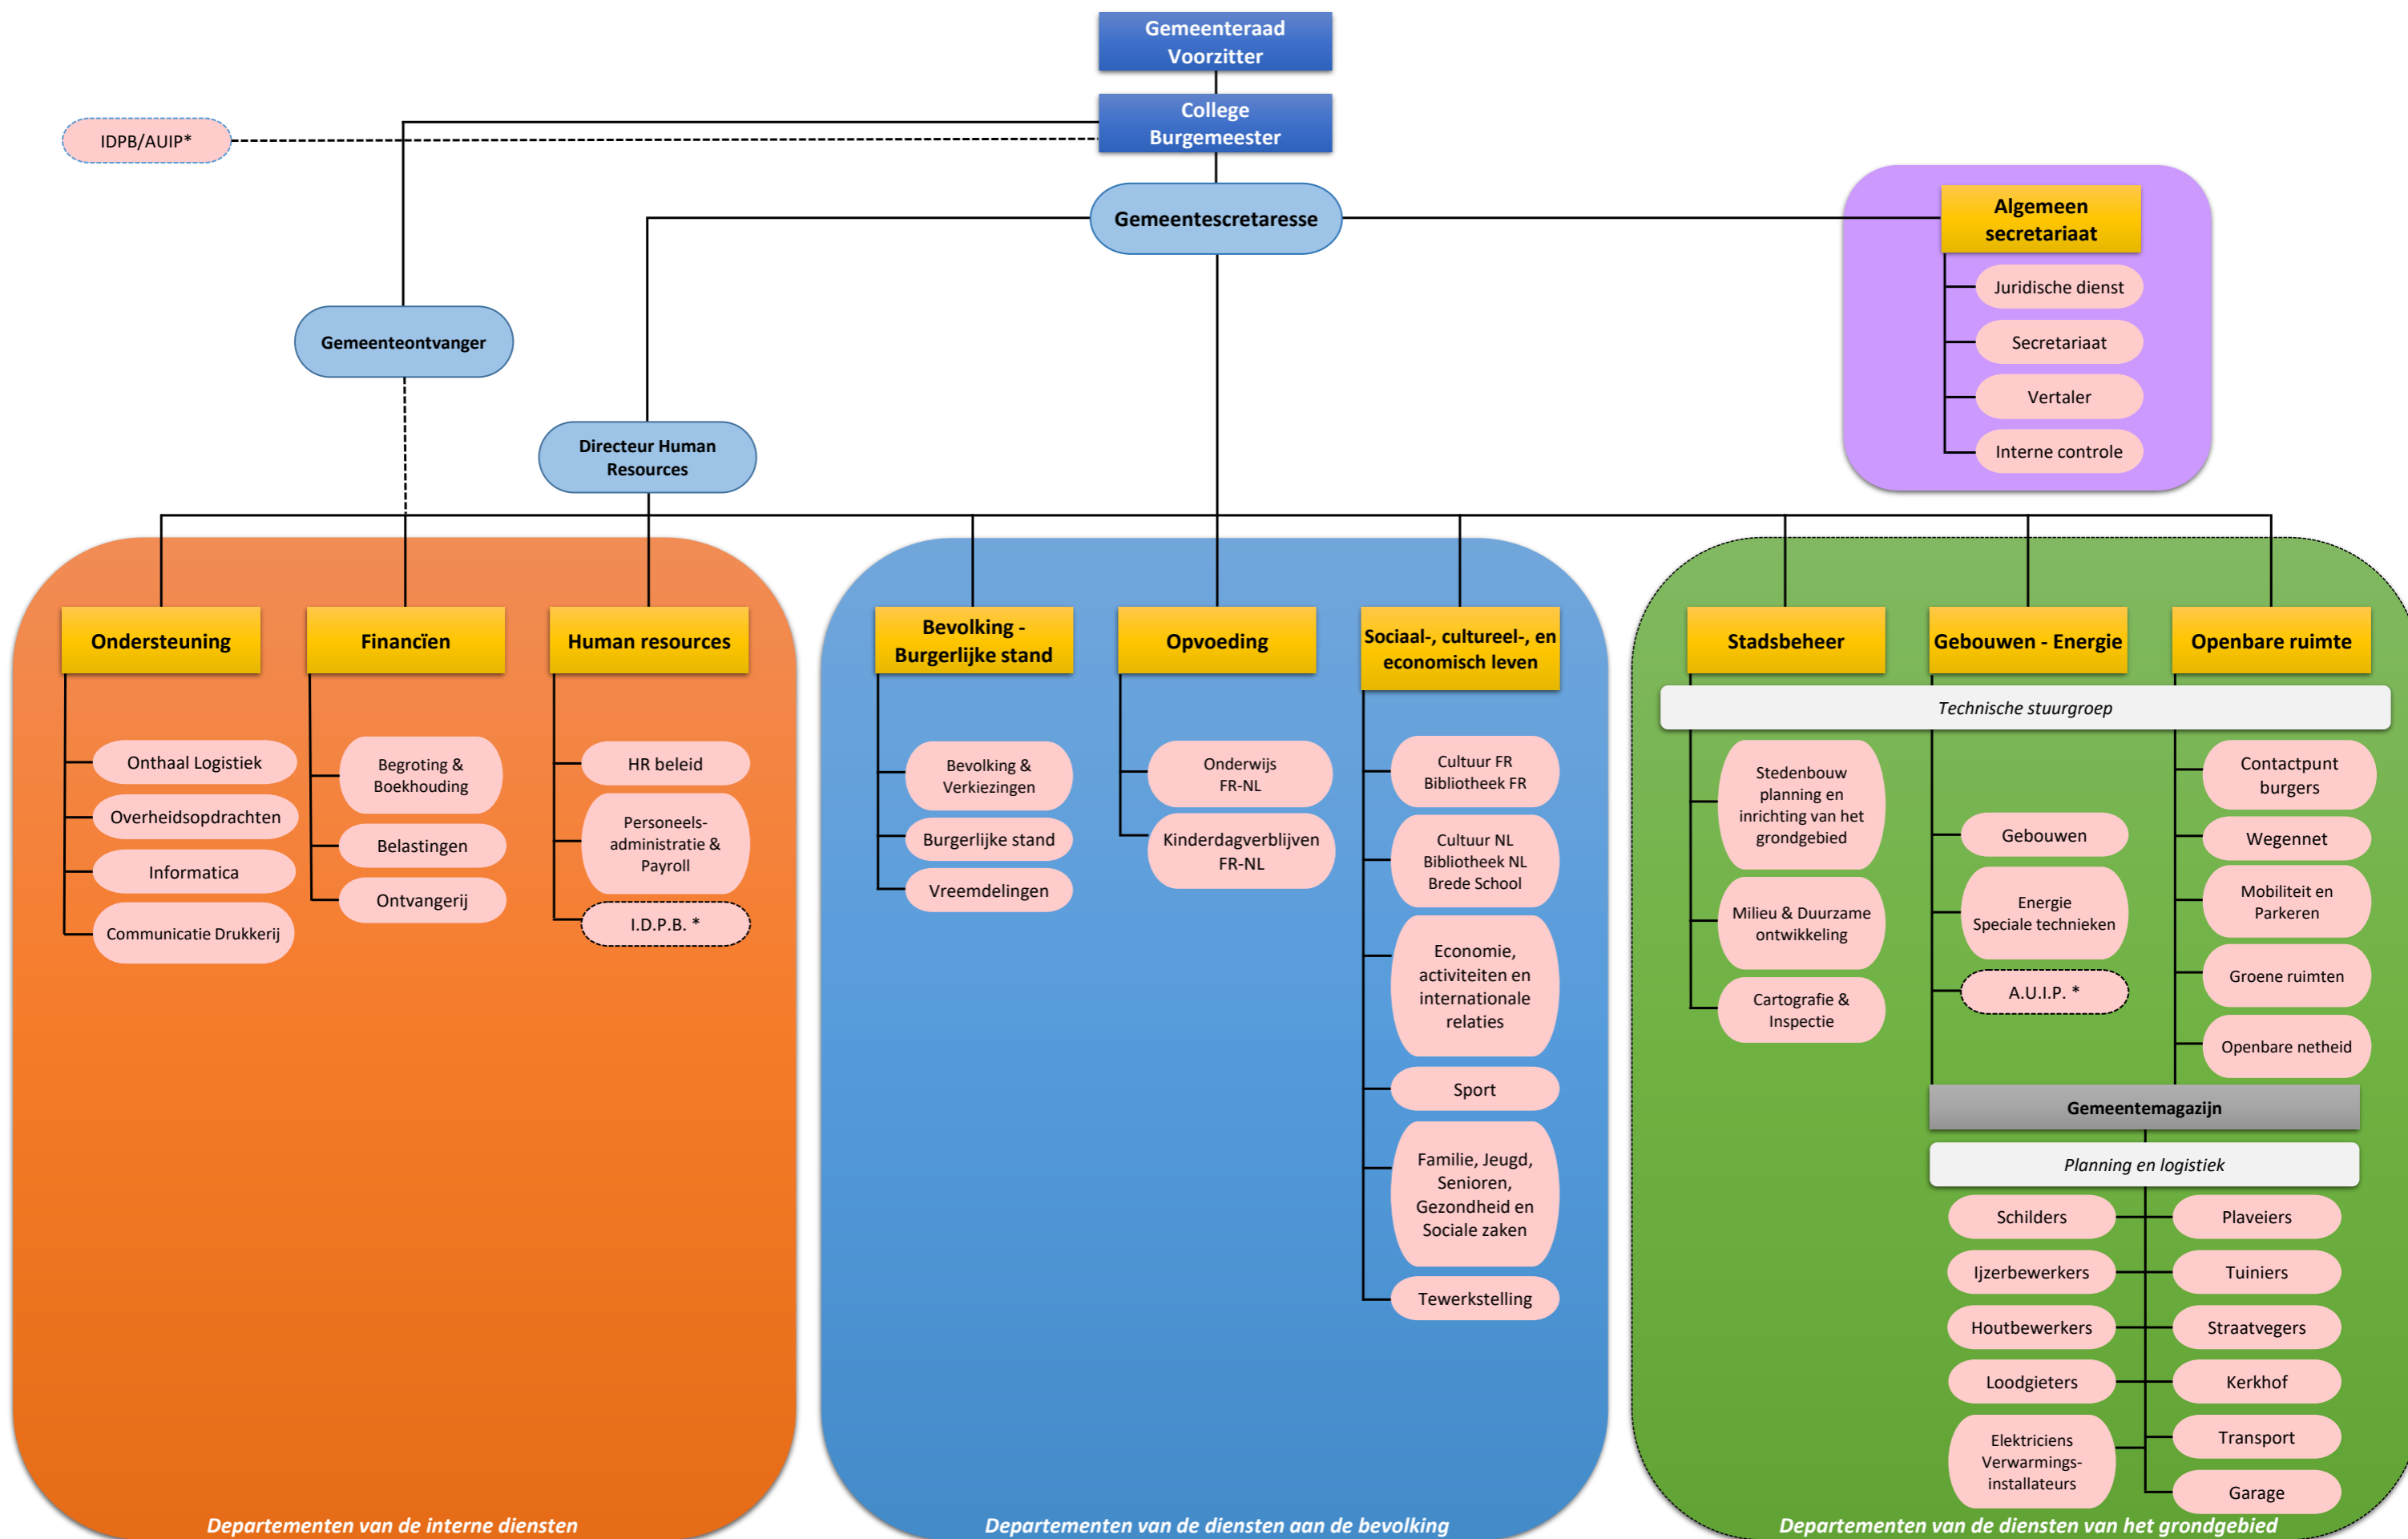 Gemeenteraad
Voorzitter
College
Burgemeester
IDPB/AUIP*
Gemeentescretaresse
Algemeen
secretariaat
Juridische dienst
Secretariaat
Vertaler
Interne controle
Gemeenteontvanger
Directeur Human
Resources
Ondersteuning
Onthaal Logistiek
Overheidsopdrachten
Informatica
Communicatie Drukkerij
Financïen
Begroting &
Boekhouding
Belastingen
Ontvangerij
Human resources
HR beleid
Personeels-
administratie &
Payroll
I.D.P.B. *
Departementen van de interne diensten
Bevolking -
Burgerlijke stand
Bevolking &
Verkiezingen
Burgerlijke stand
Vreemdelingen
Opvoeding
Onderwijs
FR-NL
Kinderdagverblijven
FR-NL
Sociaal-, cultureel-, en
economisch leven
Cultuur FR
Bibliotheek FR
Cultuur NL
Bibliotheek NL
Brede School
Economie,
activiteiten en
internationale
relaties
Sport
Familie, Jeugd,
Senioren,
Gezondheid en
Sociale zaken
Tewerkstelling
Departementen van de diensten aan de bevolking
Stadsbeheer
Gebouwen - Energie
Openbare ruimte
Technische stuurgroep
Stedenbouw
planning en
inrichting van het
grondgebied
Milieu & Duurzame
ontwikkeling
Cartografie &
Inspectie
Gebouwen
Energie
Speciale technieken
A.U.I.P. *
Contactpunt
burgers
Wegennet
Mobiliteit en
Parkeren
Groene ruimten
Openbare netheid
Gemeentemagazijn
Planning en logistiek
Schilders
Ijzerbewerkers
Houtbewerkers
Loodgieters
Elektriciens
Verwarmings-
installateurs
Plaveiers
Tuiniers
Straatvegers
Kerkhof
Transport
Garage
Departementen van de diensten van het grondgebied